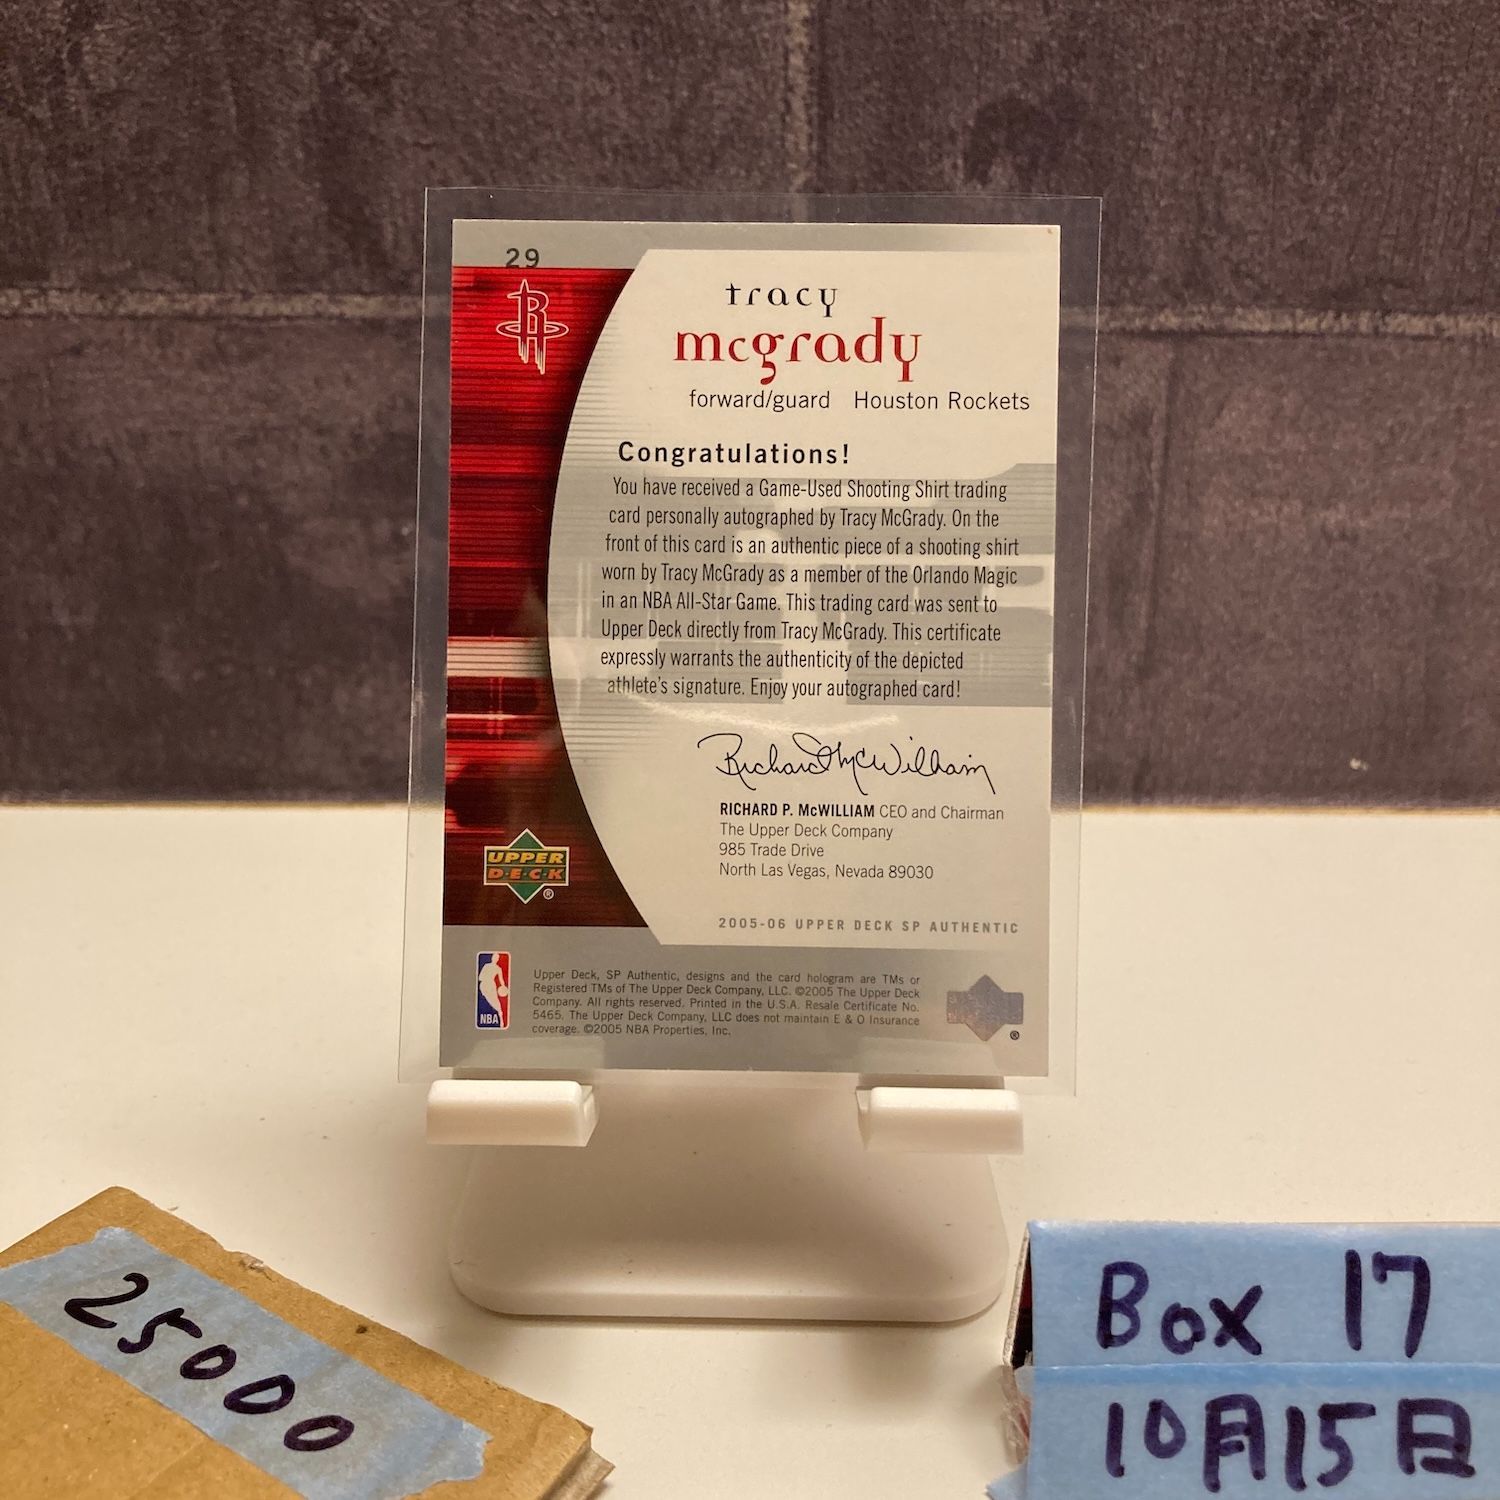 29
R
tracy
mcgrady
forward/guard Houston Rockets
Congratulations!
You have received a Game-Used Shooting Shirt trading
card personally autographed by Tracy McGrady. On the
front of this card is an authentic piece of a shooting shirt
worn by Tracy McGrady as a member of the Orlando Magic
in an NBA All-Star Game. This trading card was sent to
Upper Deck directly from Tracy McGrady. This certificate
expressly warrants the authenticity of the depicted
athlete's signature. Enjoy your autographed card!
Richard McWilliam
RICHARD P. McWILLIAM CEO and Chairman
The Upper Deck Company
985 Trade Drive
North Las Vegas, Nevada 89030
UPPER
D·E·C·K
®
2005-06 UPPER DECK SP AUTHENTIC
NBA
Upper Deck, SP Authentic, designs and the card hologram are TMs or
Registered TMs of The Upper Deck Company, LLC. ©2005 The Upper Deck
Company. All rights reserved. Printed in the U.S.A. Resale Certificate No.
5465. The Upper Deck Company, LLC does not maintain E & O Insurance
coverage. ©2005 NBA Properties, Inc.
®
25000
Box 17
10月15日